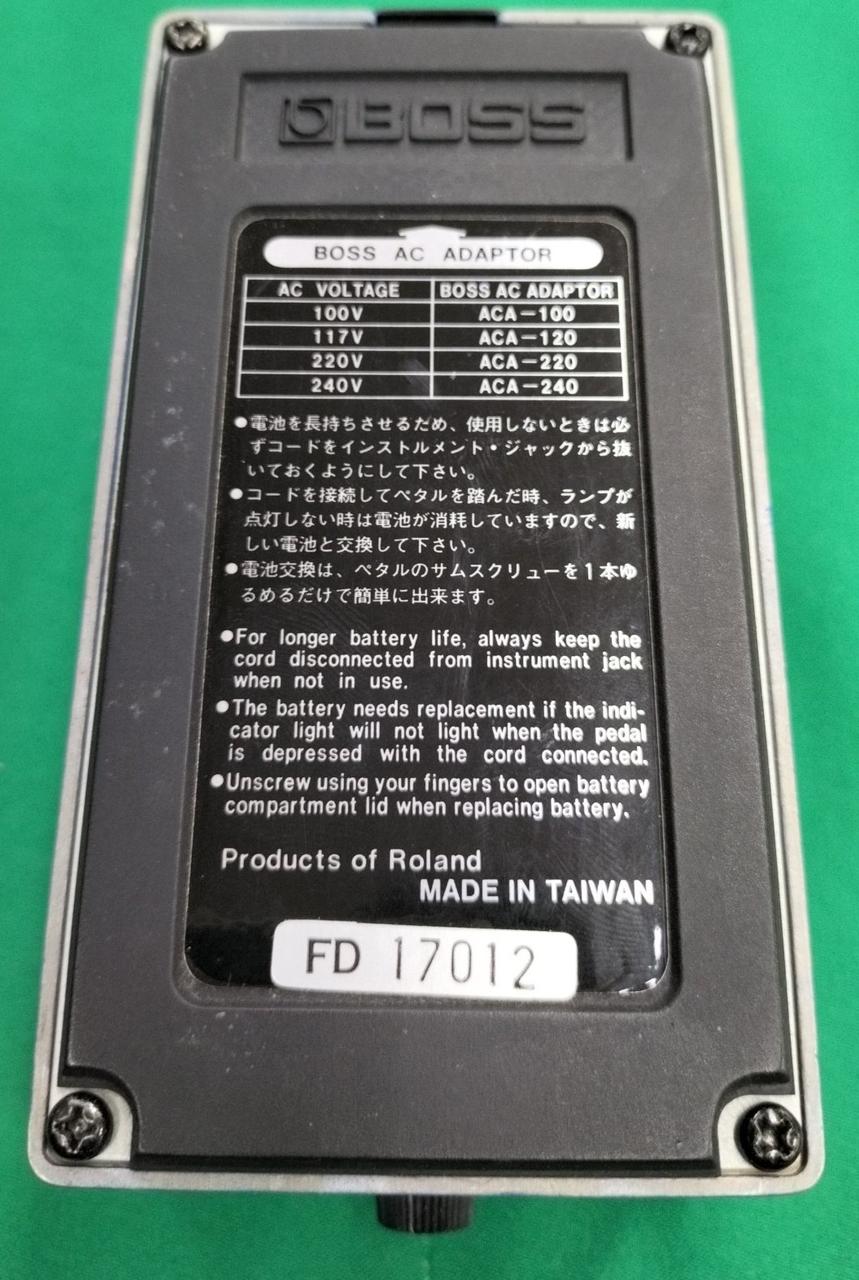 BOSS
BOSS AC ADAPTOR
AC VOLTAGE BOSS AC ADAPTOR
100V ACA-100
117V ACA-120
220V ACA-220
240V ACA-240
●電池を長持ちさせるため、使用しないときは必
ずコードをインストルメント・ジャックから抜
いておくようにして下さい。
●コードを接続してペダルを踏んだ時、ランプが
点灯しない時は電池が消耗していますので、新
しい電池と交換して下さい。
●電池交換は、ペダルのサムスクリューを1本ゆ
るめるだけで簡単に出来ます。
●For longer battery life, always keep the
cord disconnected from instrument jack
when not in use.
●The battery needs replacement if the indi-
cator light will not light when the pedal
is depressed with the cord connected.
●Unscrew using your fingers to open battery
compartment lid when replacing battery.
Products of Roland
MADE IN TAIWAN
FD 17012